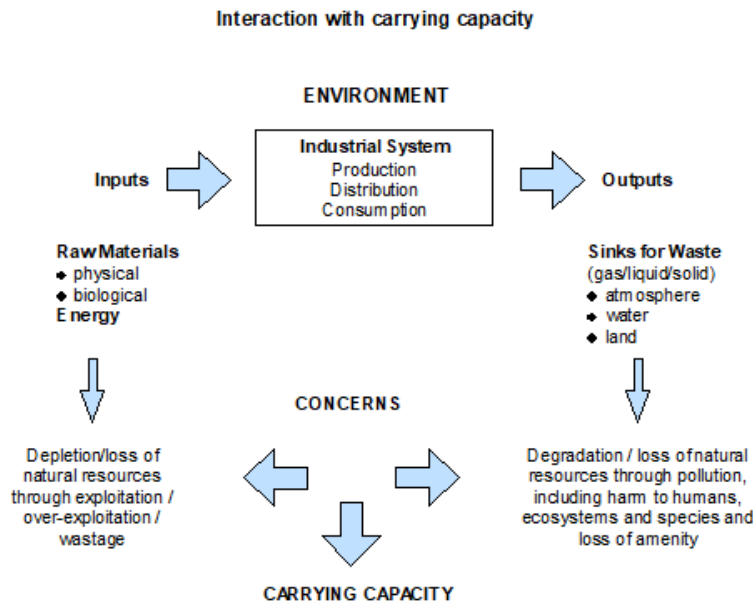 Interaction with carrying capacity
ENVIRONMENT
Industrial System
Production
Distribution
Consumption
Inputs
Outputs
Raw Materials
physical
biological
Energy
Sinks for Waste
(gas/liquid/solid)
atmosphere
water
land
CONCERNS
Depletion/loss of
natural resources
through exploitation /
over-exploitation /
wastage
Degradation / loss of natural
resources through pollution,
including harm to humans,
ecosystems and species and
loss of amenity
CARRYING CAPACITY